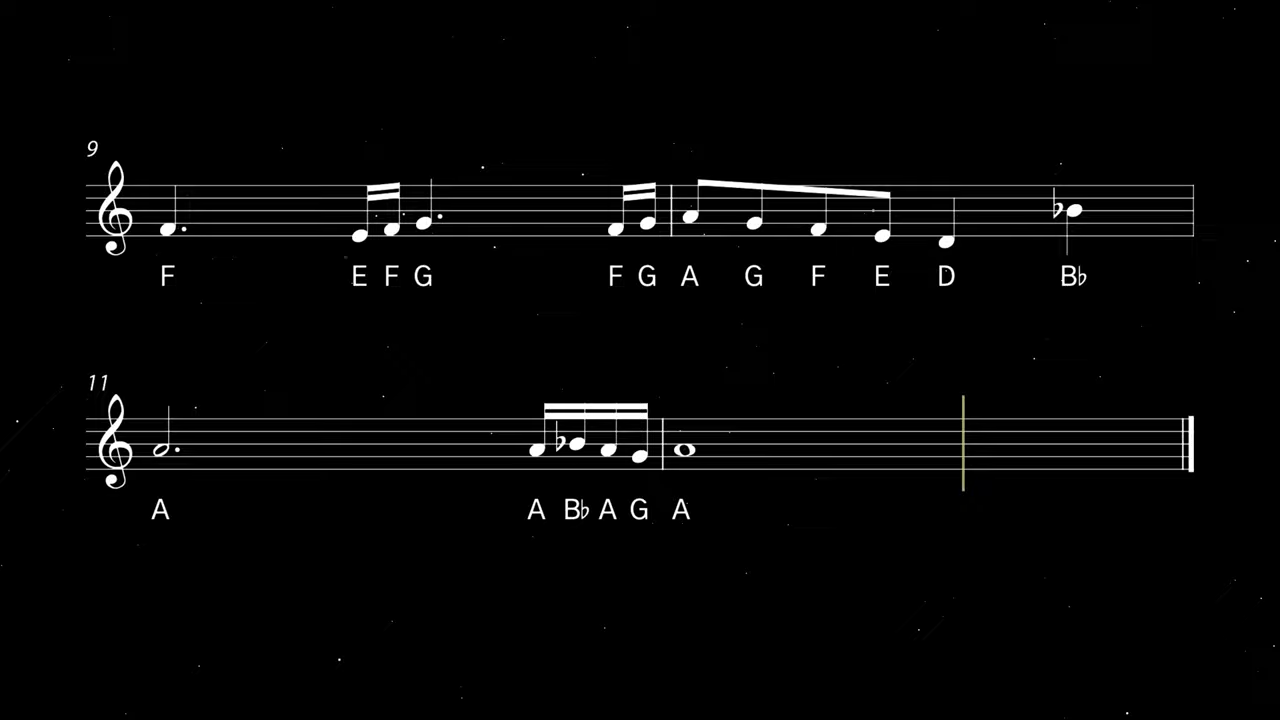 9
F E F G F G A G F E D B♭
11
A A B♭ A G A